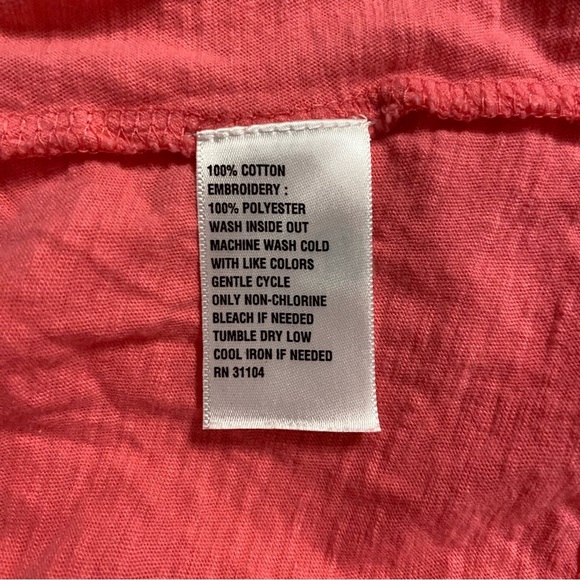 100% COTTON
EMBROIDERY :
100% POLYESTER
WASH INSIDE OUT
MACHINE WASH COLD
WITH LIKE COLORS
GENTLE CYCLE
ONLY NON-CHLORINE
BLEACH IF NEEDED
TUMBLE DRY LOW
COOL IRON IF NEEDED
RN 31104